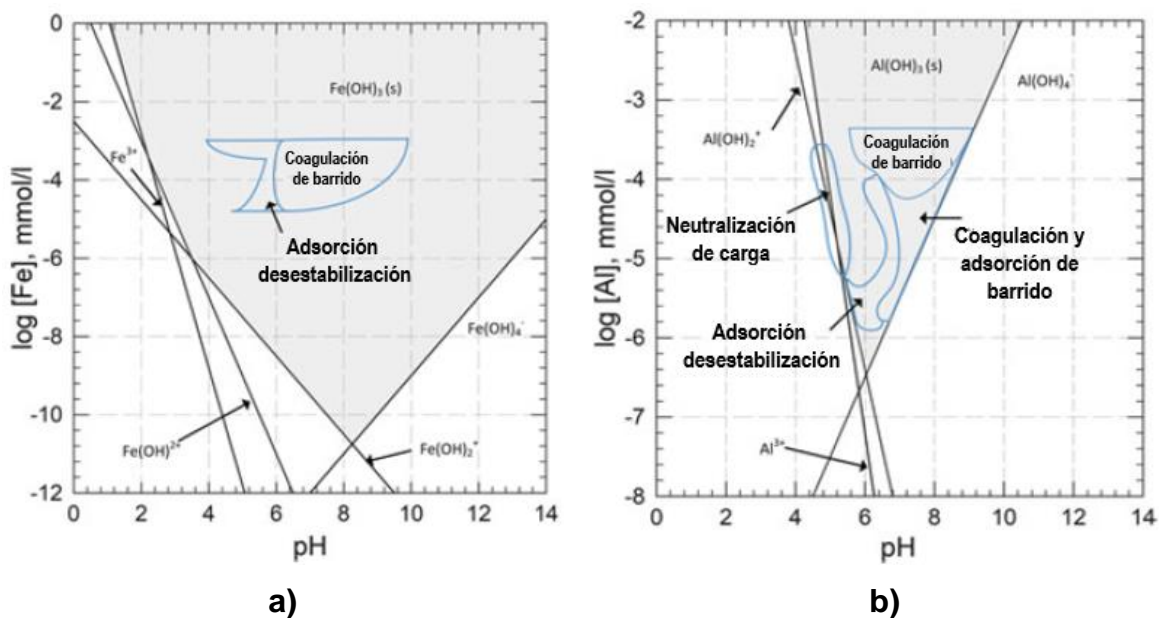 0
-2
-4
-6
-8
-10
-12
log [Fe], mmol/l
0 2 4 6 8 10 12 14
pH
Fe(OH)₃ (s)
Fe³⁺
Coagulación
de barrido
Adsorción
desestabilización
Fe(OH)₄⁻
Fe(OH)²⁺
Fe(OH)₂⁺
a)
-2
-3
-4
-5
-6
-7
-8
log [Al], mmol/l
0 2 4 6 8 10 12 14
pH
Al(OH)₃ (s)
Al(OH)₄⁻
Al(OH)₂⁺
Coagulación
de barrido
Neutralización
de carga
Coagulación y
adsorción de
barrido
Adsorción
desestabilización
Al³⁺
b)